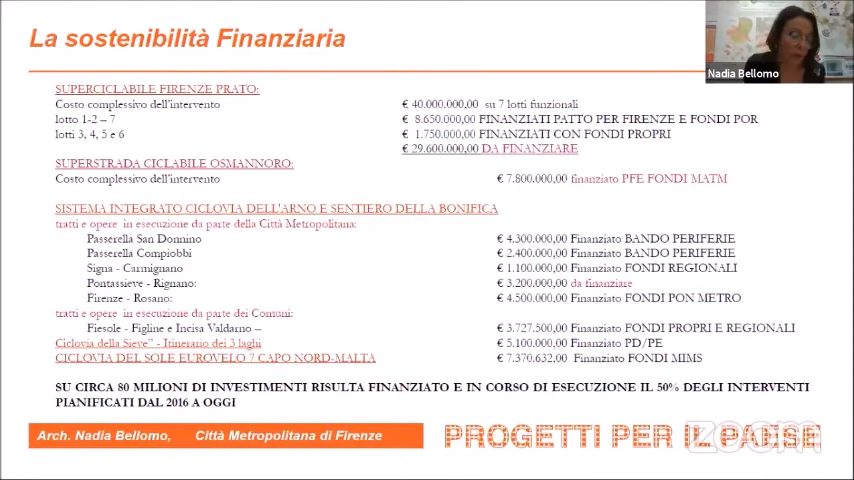 La sostenibilità Finanziaria
Nadia Bellomo
SUPERCICLABILE FIRENZE PRATO:
Costo complessivo dell'intervento € 40.000.000,00 su 7 lotti funzionali
lotto 1-2 – 7 € 8.650.000,00 FINANZIATI PATTO PER FIRENZE E FONDI POR
lotti 3, 4, 5 e 6 € 1.750.000,00 FINANZIATI CON FONDI PROPRI
€ 29.600.000,00 DA FINANZIARE
SUPERSTRADA CICLABILE OSMANNORO:
Costo complessivo dell'intervento € 7.800.000,00 finanziato PFE FONDI MATM
SISTEMA INTEGRATO CICLOVIA DELL'ARNO E SENTIERO DELLA BONIFICA
tratti e opere in esecuzione da parte della Città Metropolitana:
Passerella San Donnino € 4.300.000,00 Finanziato BANDO PERIFERIE
Passerella Compiobbi € 2.400.000,00 Finanziato BANDO PERIFERIE
Signa - Carmignano € 1.100.000,00 Finanziato FONDI REGIONALI
Pontassieve - Rignano: € 3.200.000,00 da finanziare
Firenze - Rosano: € 4.500.000,00 Finanziato FONDI PON METRO
tratti e opere in esecuzione da parte dei Comuni:
Fiesole - Figline e Incisa Valdarno – € 3.727.500,00 Finanziato FONDI PROPRI E REGIONALI
Ciclovia della Sieve" - Itinerario dei 3 laghi € 5.100.000,00 Finanziato PD/PE
CICLOVIA DEL SOLE EUROVELO 7 CAPO NORD-MALTA € 7.370.632,00 Finanziato FONDI MIMS
SU CIRCA 80 MILIONI DI INVESTIMENTI RISULTA FINANZIATO E IN CORSO DI ESECUZIONE IL 50% DEGLI INTERVENTI
PIANIFICATI DAL 2016 A OGGI
Arch. Nadia Bellomo, Città Metropolitana di Firenze
PROGETTI PER IL PAESE
zoom